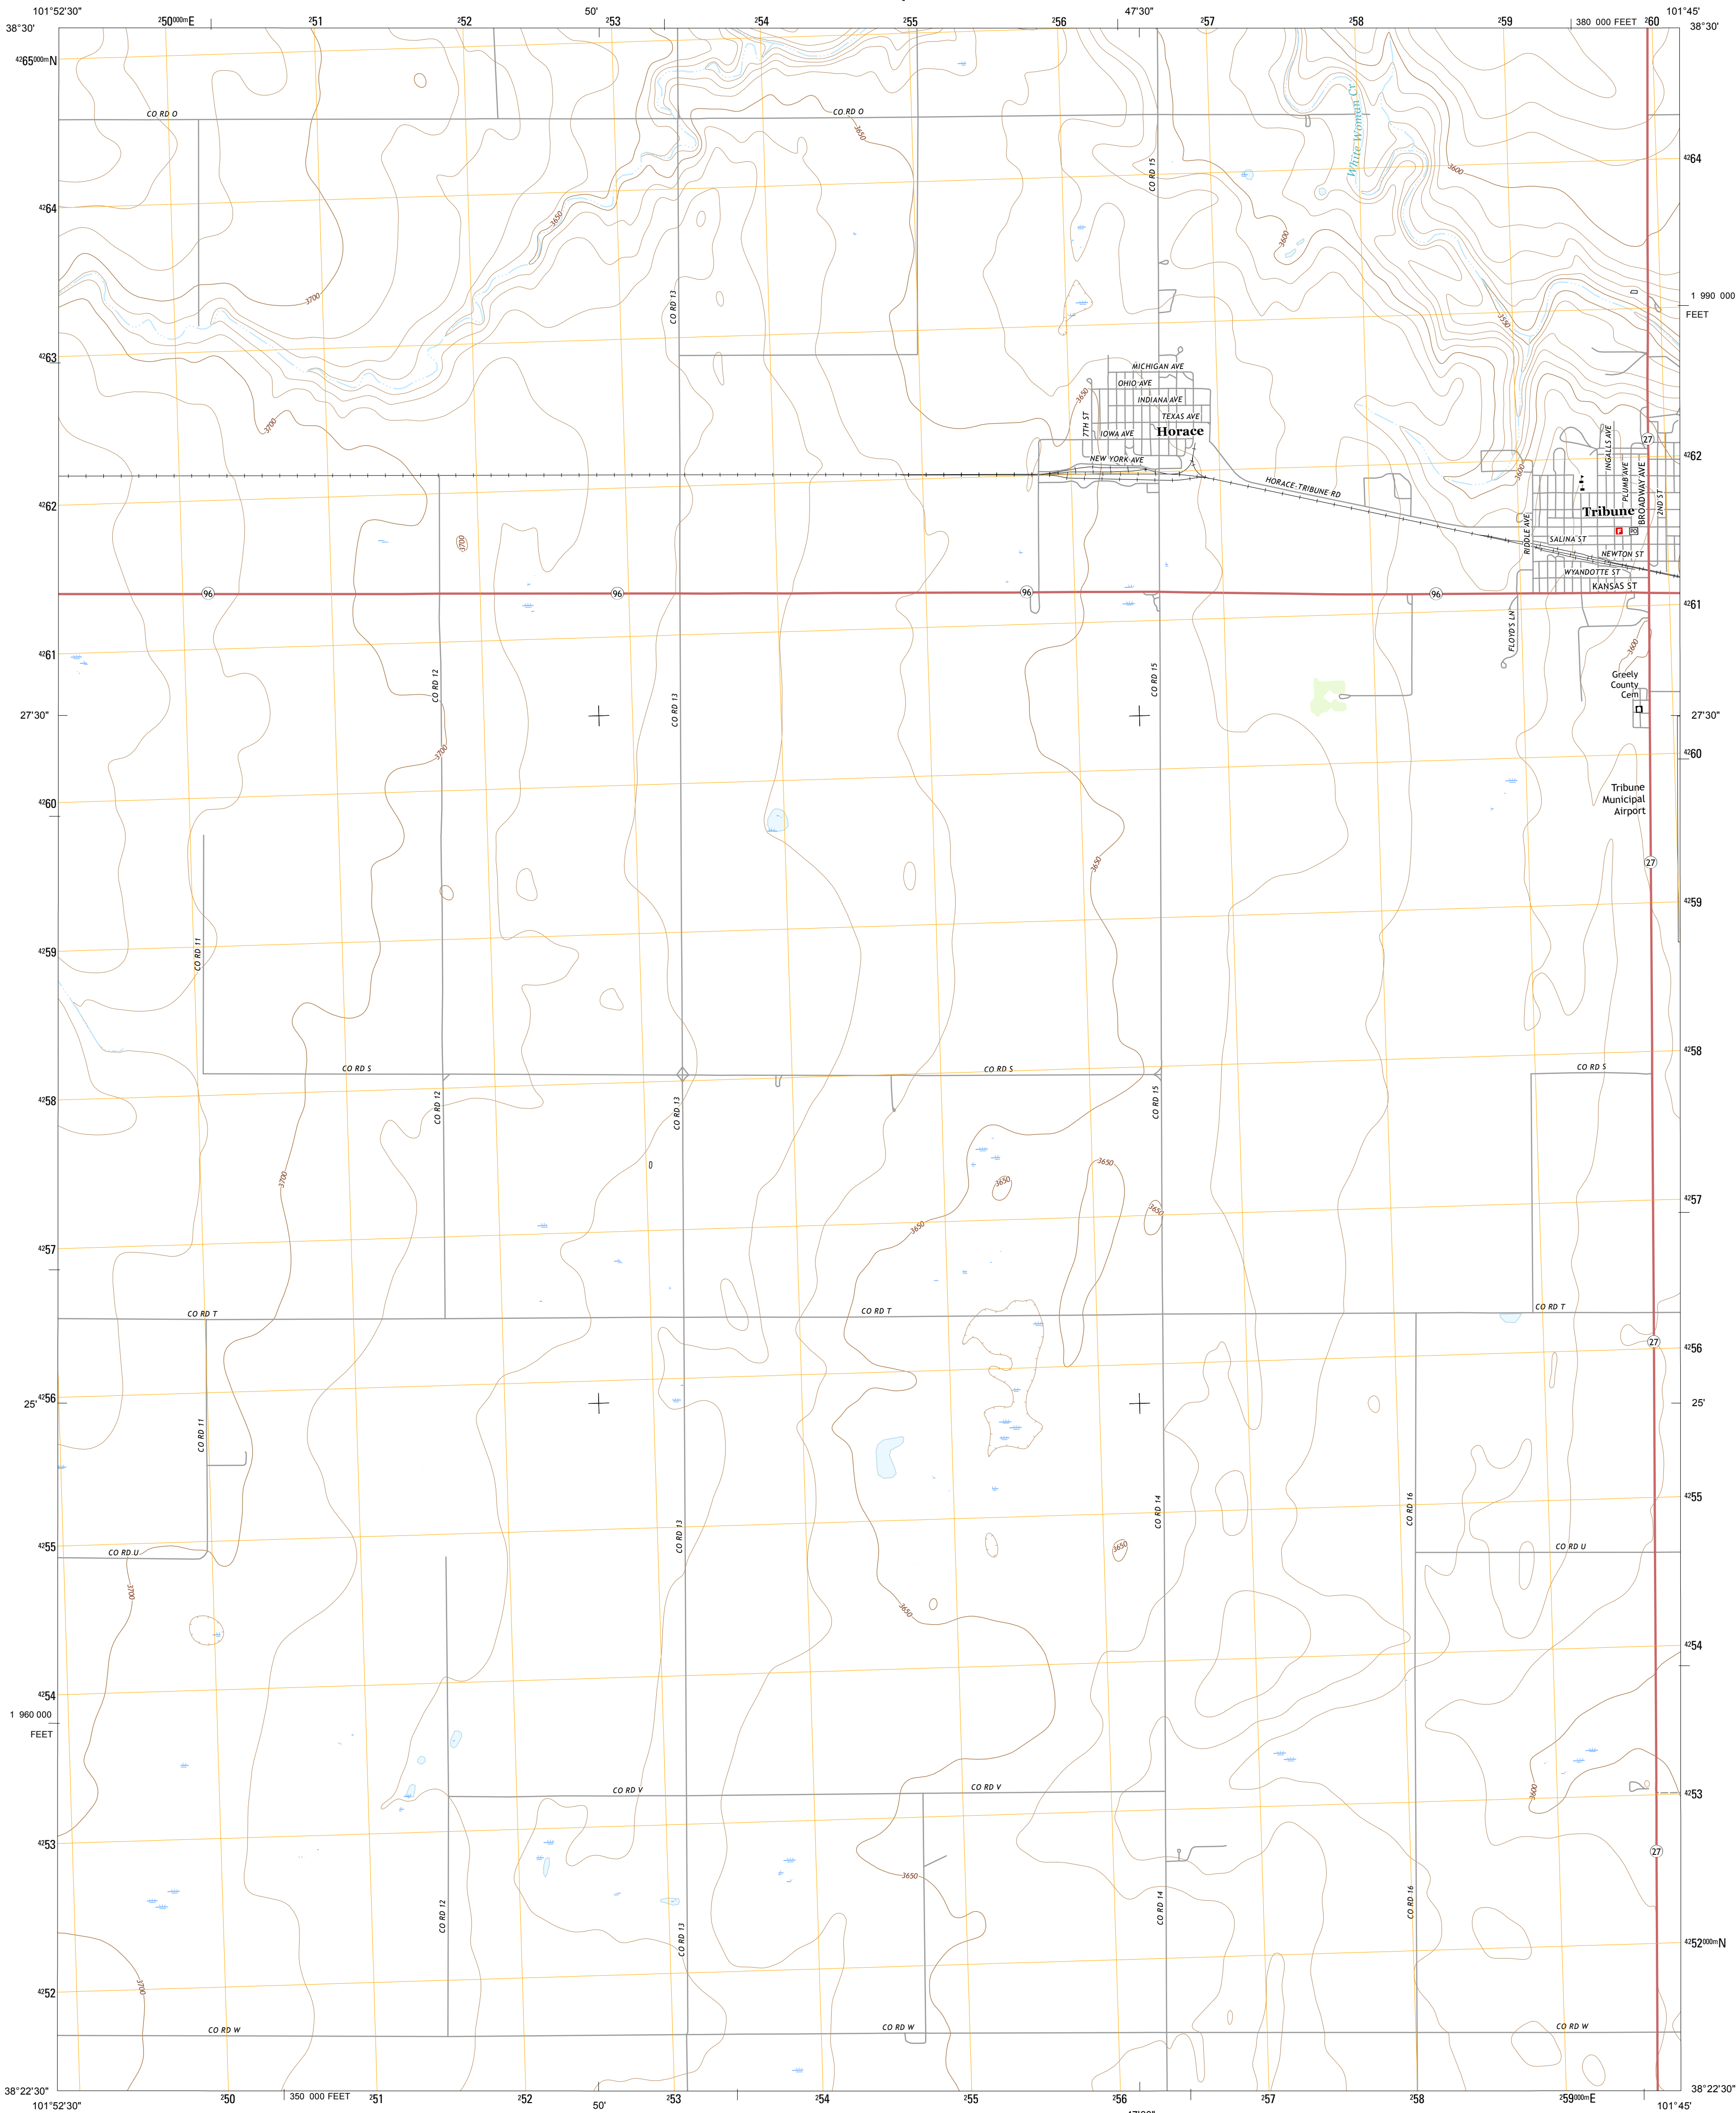 101°52'30" 250000mE 251 252 50' 253 254 255 256 47'30" 257 258 259 380 000 FEET 260 101°45'
38°30' 38°30'
4265000mN
CO RD O
CO RD O
3650
White Woman Cr
CO RD 15
3600
4264
4264
3650
3600
3700
CO RD 13
1 990 000
FEET
3550
4263
MICHIGAN AVE
OHIO AVE
INDIANA AVE
TEXAS AVE
3650
7TH ST
IOWA AVE
Horace
NEW YORK AVE
3700
27
4262
INGALLS AVE
PLUMB AVE
BROADWAY AVE
2ND ST
3600
HORACE-TRIBUNE RD
Tribune
4262
F
PO
RIDDLE AVE
SALINA ST
NEWTON ST
WYANDOTTE ST
KANSAS ST
3700
96
96
96
96
4261
FLOYD'S LN
3600
4261
CO RD 12
CO RD 13
CO RD 15
Greely
County
Cem
27'30"
27'30"
3700
4260
Tribune
Municipal
Airport
4260
3650
27
4259
CO RD 11
4259
4258
CO RD S
CO RD S
CO RD S
4258
CO RD 12
CO RD 13
CO RD 15
3700
3650
3650
3650
3650
4257
4257
CO RD T
CO RD T
CO RD T
27
4256
4256
25'
25'
CO RD 11
4255
CO RD 13
CO RD 14
CO RD 16
4255
CO RD U
CO RD U
3650
3700
3650
4254
4254
1 960 000
FEET
CO RD V
CO RD V
3600
4253
4253
27
3650
CO RD 12
CO RD 13
CO RD 14
CO RD 16
4252000mN
3700
4252
CO RD W
CO RD W
CO RD W
38°22'30" 38°22'30"
101°52'30" 250 350 000 FEET 251 252 50' 253 254 255 256 257 258 259000mE 101°45'